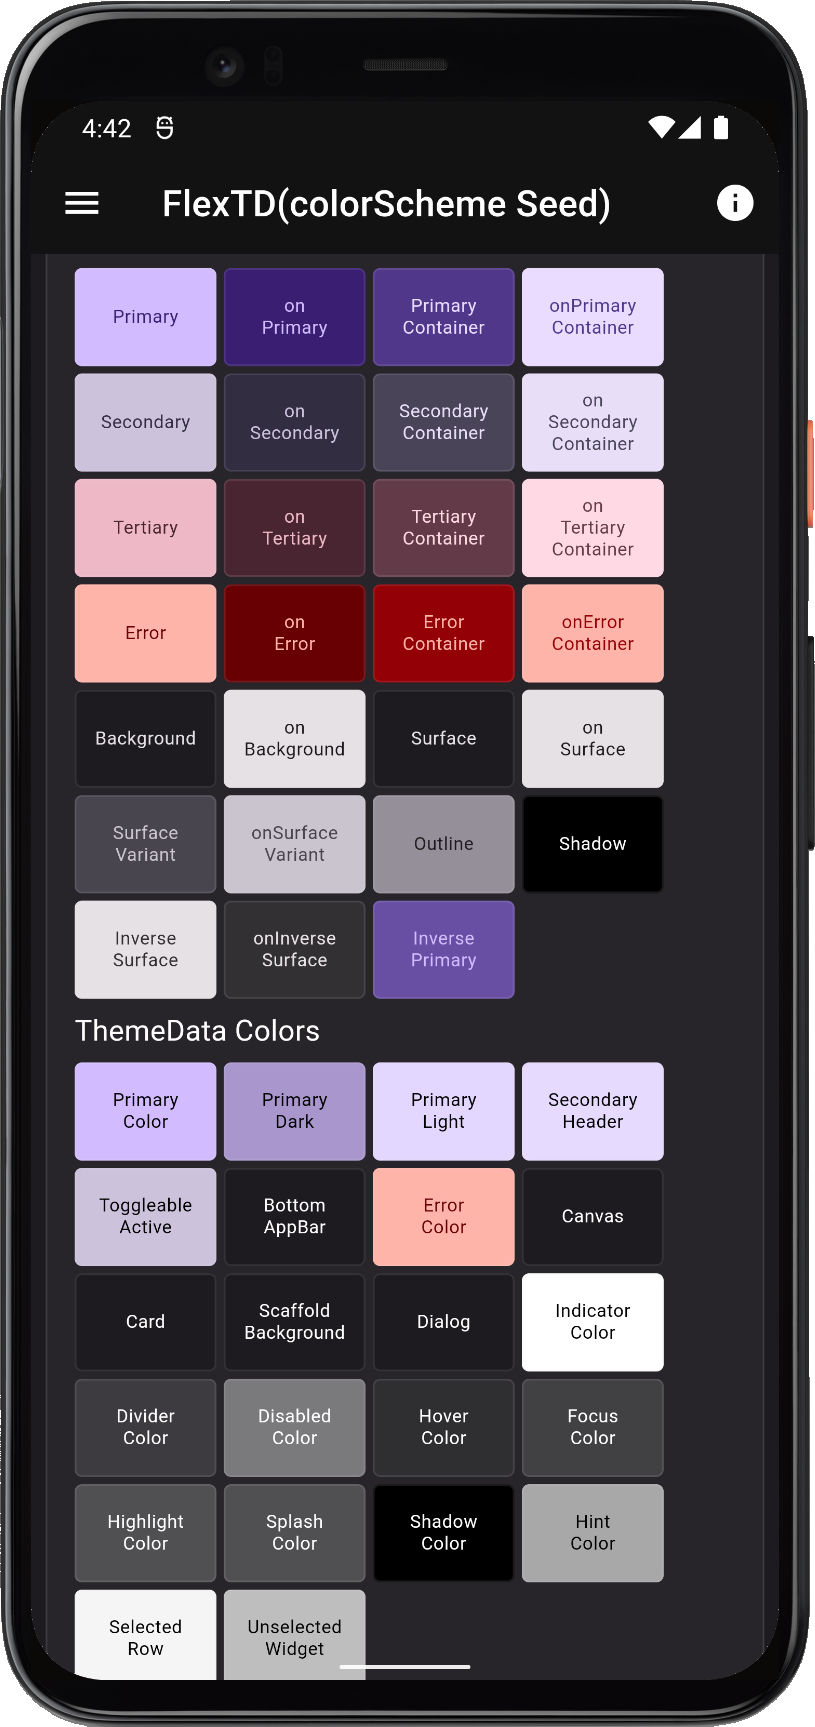 4:42
FlexTD(colorScheme Seed)
Primary
on
Primary
Primary
Container
onPrimary
Container
Secondary
on
Secondary
Secondary
Container
on
Secondary
Container
Tertiary
on
Tertiary
Tertiary
Container
on
Tertiary
Container
Error
on
Error
Error
Container
onError
Container
Background
on
Background
Surface
on
Surface
Surface
Variant
onSurface
Variant
Outline
Shadow
Inverse
Surface
onInverse
Surface
Inverse
Primary
ThemeData Colors
Primary
Color
Primary
Dark
Primary
Light
Secondary
Header
Toggleable
Active
Bottom
AppBar
Error
Color
Canvas
Card
Scaffold
Background
Dialog
Indicator
Color
Divider
Color
Disabled
Color
Hover
Color
Focus
Color
Highlight
Color
Splash
Color
Shadow
Color
Hint
Color
Selected
Row
Unselected
Widget